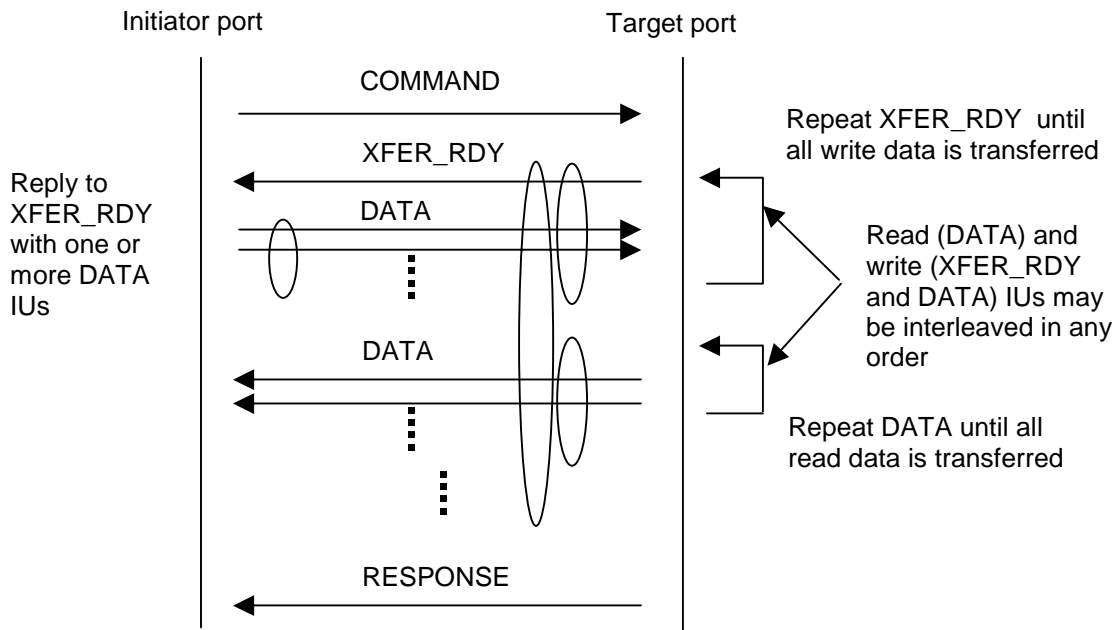 Initiator port
Target port
COMMAND
Repeat XFER_RDY until
all write data is transferred
XFER_RDY
Reply to
XFER_RDY
with one or
more DATA
IUs
DATA
Read (DATA) and
write (XFER_RDY
and DATA) IUs may
be interleaved in any
order
DATA
Repeat DATA until all
read data is transferred
RESPONSE